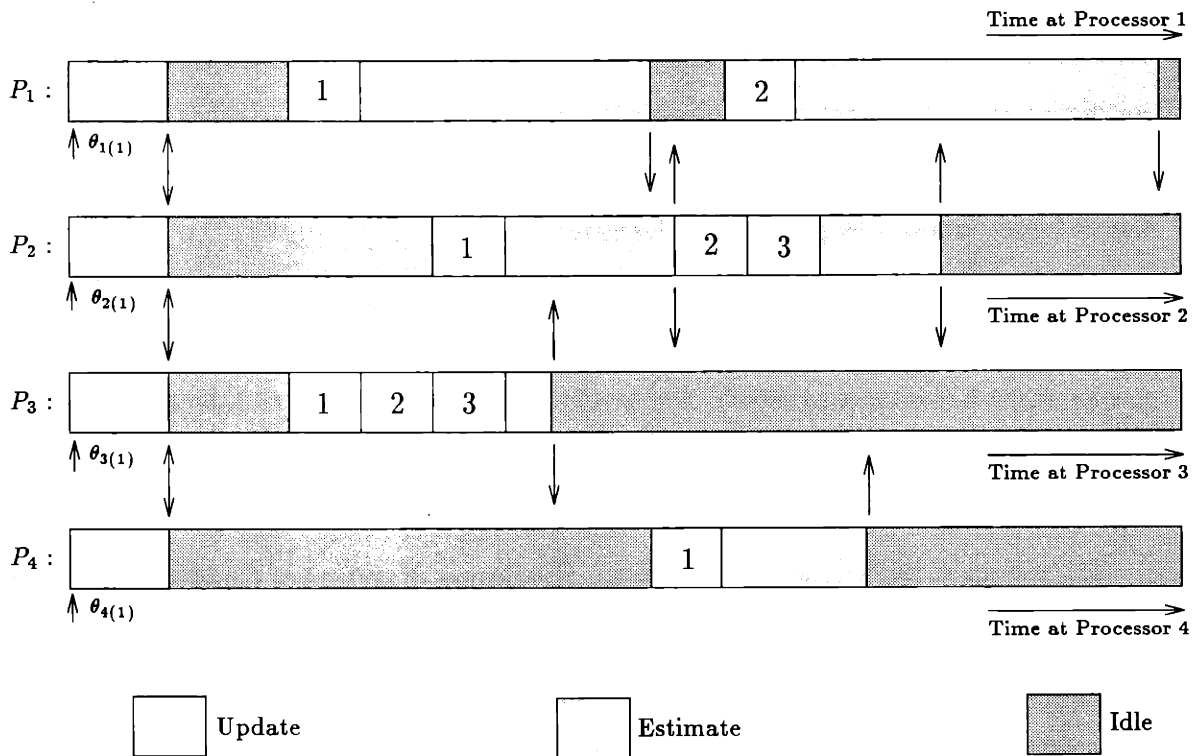 Time at Processor 1
P₁ : 1 2
θ₁₍₁₎
P₂ : 1 2 3
θ₂₍₁₎
Time at Processor 2
P₃ : 1 2 3
θ₃₍₁₎
Time at Processor 3
P₄ : 1
θ₄₍₁₎
Time at Processor 4
Update Estimate Idle